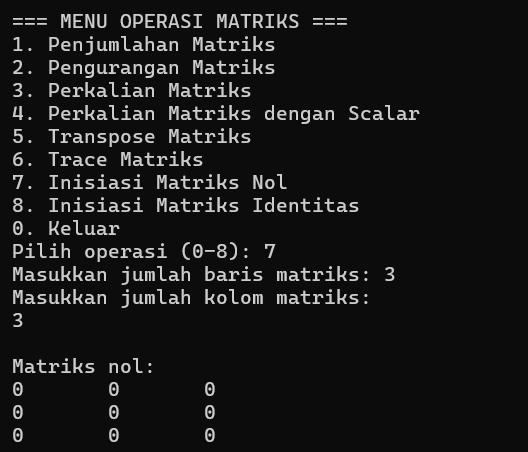 === MENU OPERASI MATRIKS ===
1. Penjumlahan Matriks
2. Pengurangan Matriks
3. Perkalian Matriks
4. Perkalian Matriks dengan Scalar
5. Transpose Matriks
6. Trace Matriks
7. Inisiasi Matriks Nol
8. Inisiasi Matriks Identitas
0. Keluar
Pilih operasi (0-8): 7
Masukkan jumlah baris matriks: 3
Masukkan jumlah kolom matriks:
3
Matriks nol:
0 0 0
0 0 0
0 0 0